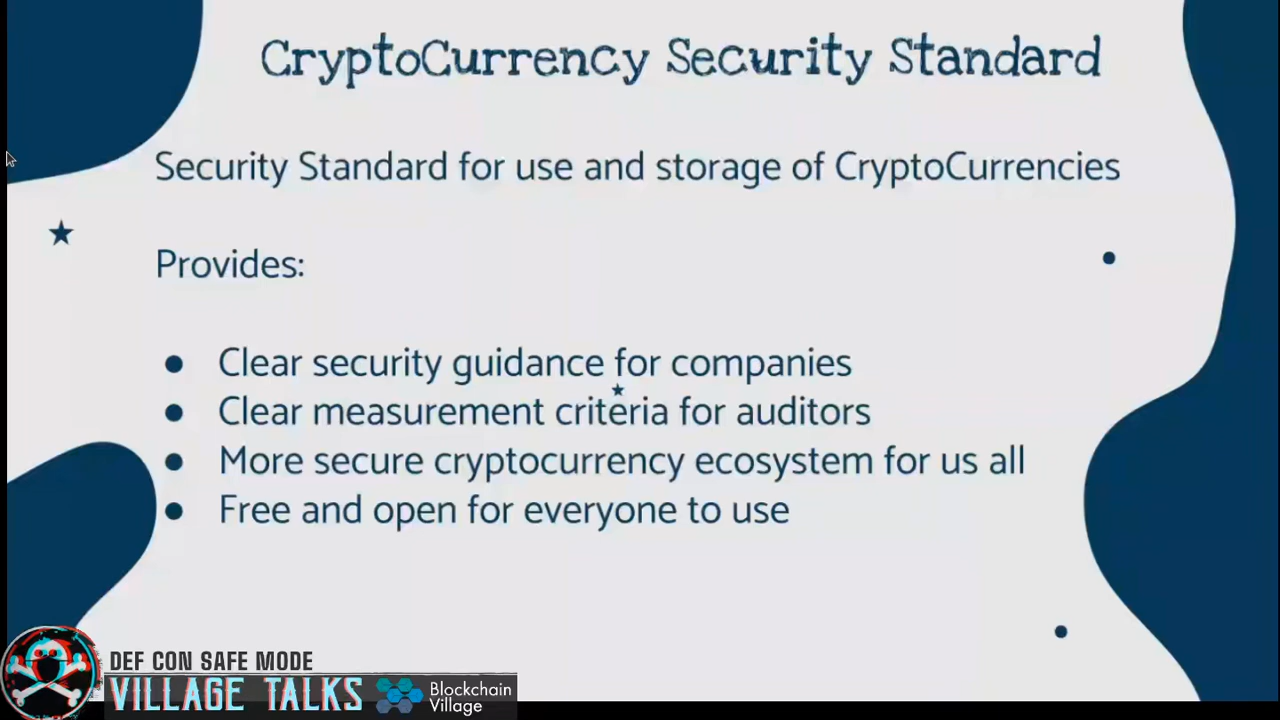 CryptoCurrency Security Standard
Security Standard for use and storage of CryptoCurrencies
Provides:
● Clear security guidance for companies
● Clear measurement criteria for auditors
● More secure cryptocurrency ecosystem for us all
● Free and open for everyone to use
DEF CON SAFE MODE
VILLAGE TALKS
Blockchain
Village